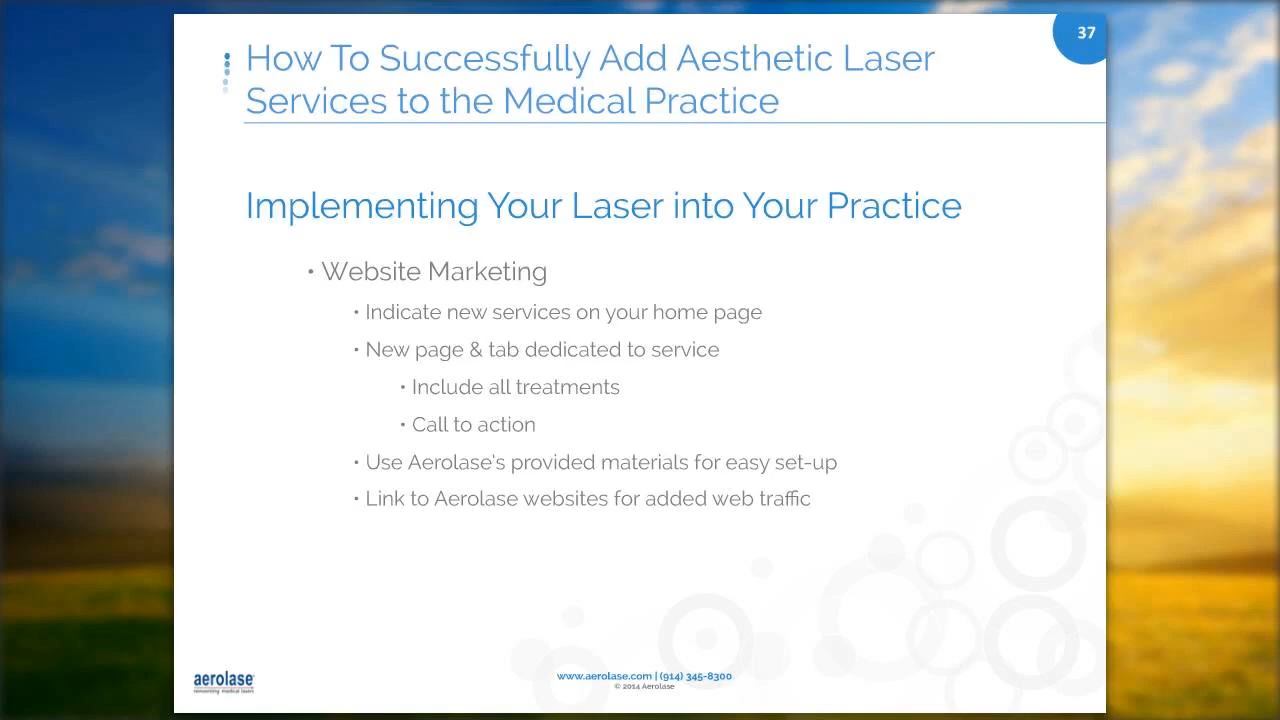 37
How To Successfully Add Aesthetic Laser
Services to the Medical Practice
Implementing Your Laser into Your Practice
• Website Marketing
• Indicate new services on your home page
• New page & tab dedicated to service
• Include all treatments
• Call to action
• Use Aerolase's provided materials for easy set-up
• Link to Aerolase websites for added web traffic
aerolase
reinventing medical lasers
www.aerolase.com | (914) 345-8300
© 2014 Aerolase